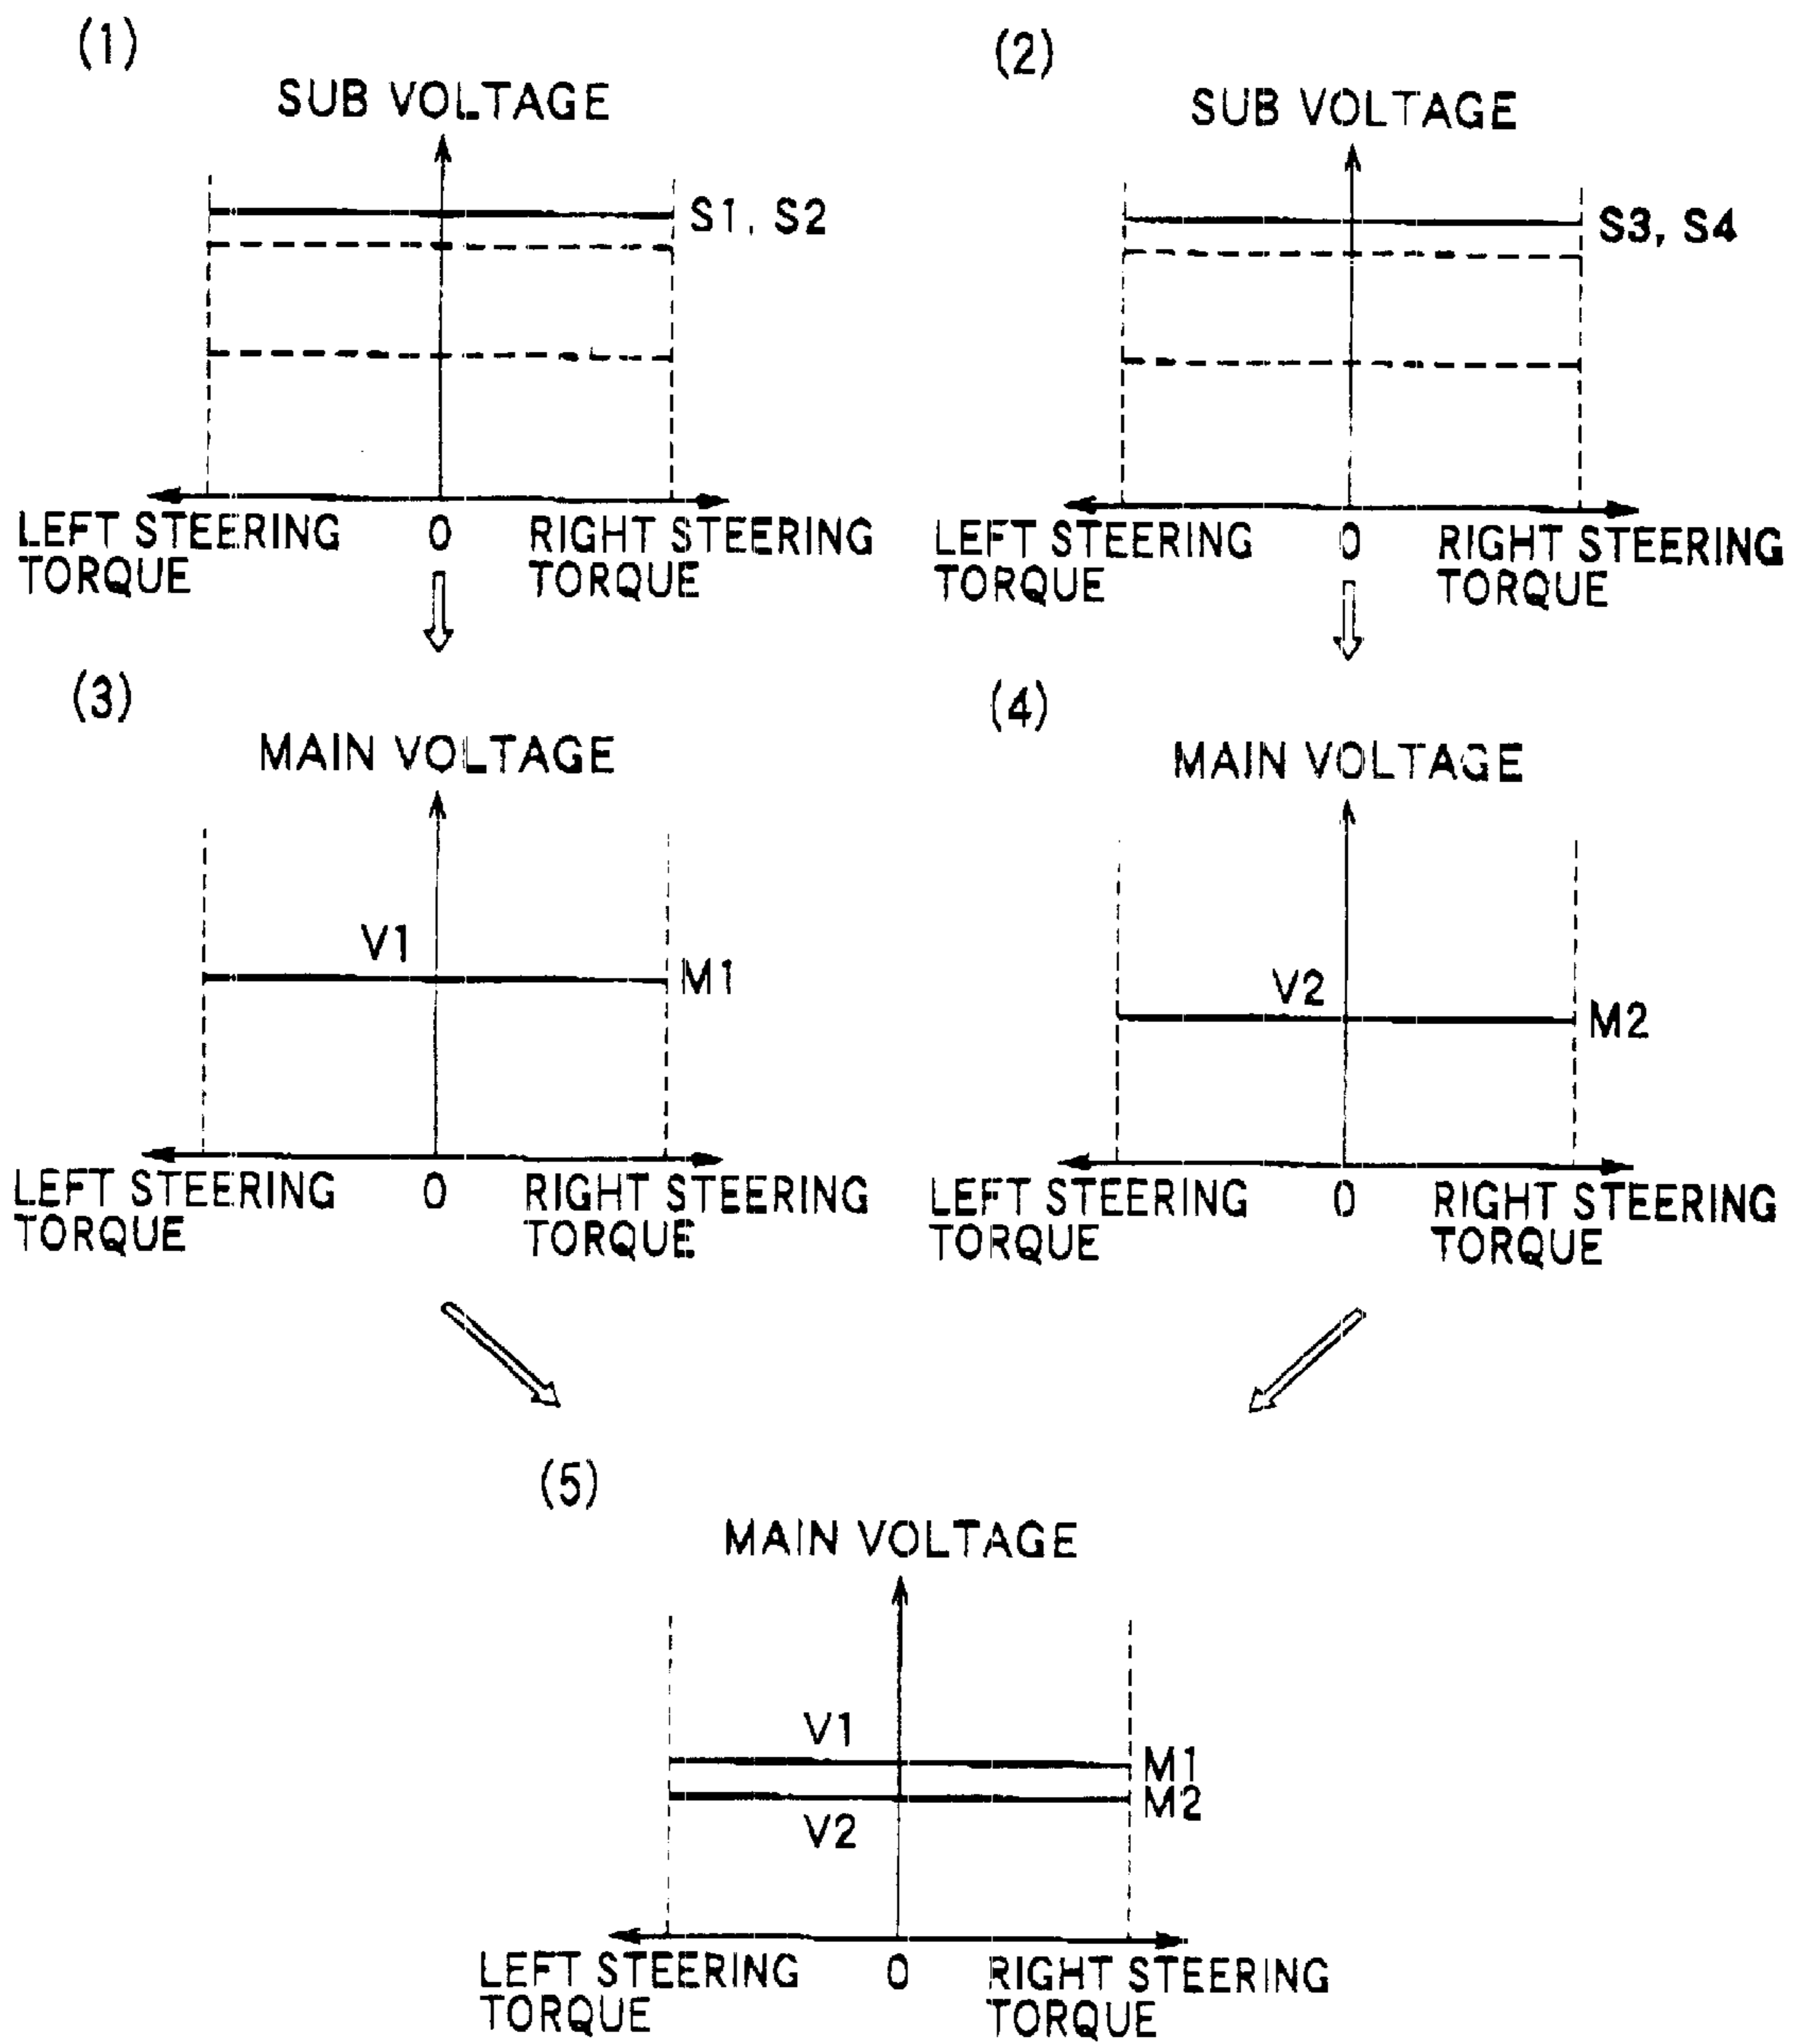 (1)
SUB VOLTAGE
S1, S2
LEFT STEERING
TORQUE
0
RIGHT STEERING
TORQUE
(2)
SUB VOLTAGE
S3, S4
LEFT STEERING
TORQUE
0
RIGHT STEERING
TORQUE
(3)
MAIN VOLTAGE
V1
M1
LEFT STEERING
TORQUE
0
RIGHT STEERING
TORQUE
(4)
MAIN VOLTAGE
V2
M2
LEFT STEERING
TORQUE
0
RIGHT STEERING
TORQUE
(5)
MAIN VOLTAGE
V1
M1
M2
V2
LEFT STEERING
TORQUE
0
RIGHT STEERING
TORQUE